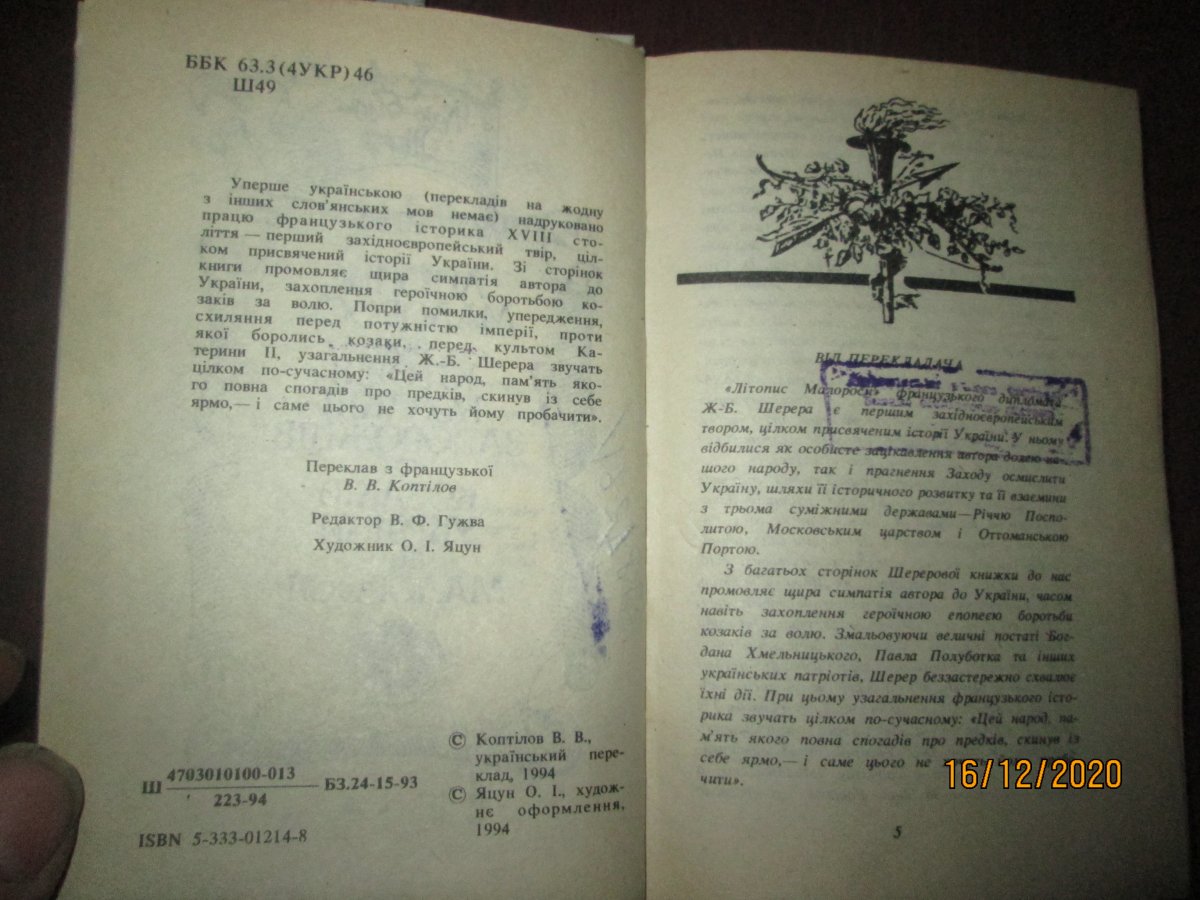 ББК 63.3(4УКР)46
Ш49
Уперше українською (перекладів на жодну
з інших слов'янських мов немає) надруковано
працю французького історика XVIII сто-
ліття — перший західноєвропейський твір, ціл-
ком присвячений історії України. Зі сторінок
книги промовляє щира симпатія автора до
України, захоплення героїчною боротьбою ко-
заків за волю. Попри помилки, упередження,
схиляння перед потужністю імперії, проти
якої боролись козаки, перед культом Ка-
терини II, узагальнення Ж.-Б. Шерера звучать
цілком по-сучасному: «Цей народ, пам'ять яко-
го повна спогадів про предків, скинув із себе
ярмо,— і саме цього не хочуть йому пробачити».
Переклав з французької
В. В. Коптілов
Редактор В. Ф. Гужва
Художник О. І. Яцун
Ш 4703010100-013 БЗ.24-15-93
223-94
ISBN 5-333-01214-8
© Коптілов В. В.,
український пере-
клад, 1994
© Яцун О. І., худож-
нє оформлення,
1994
ВІД ПЕРЕКЛАДАЧА
«Літопис Малоросії» французького дипломата
Ж-Б. Шерера є першим західноєвропейським
твором, цілком присвяченим історії України. У ньому
відбилися як особисте зацікавлення автора долею на-
шого народу, так і прагнення Заходу осмислити
Україну, шляхи її історичного розвитку та її взаємини
з трьома суміжними державами — Річчю Поспо-
литою, Московським царством і Оттоманською
Портою.
З багатьох сторінок Шерерової книжки до нас
промовляє щира симпатія автора до України, часом
навіть захоплення героїчною епопеєю боротьби
козаків за волю. Змальовуючи величні постаті Бог-
дана Хмельницького, Павла Полуботка та інших
українських патріотів, Шерер беззастережно схвалює
їхні дії. При цьому узагальнення французького істо-
рика звучать цілком по-сучасному: «Цей народ, па-
м'ять якого повна спогадів про предків, скинув із
себе ярмо,— і саме цього не
чити».
16/12/2020
5